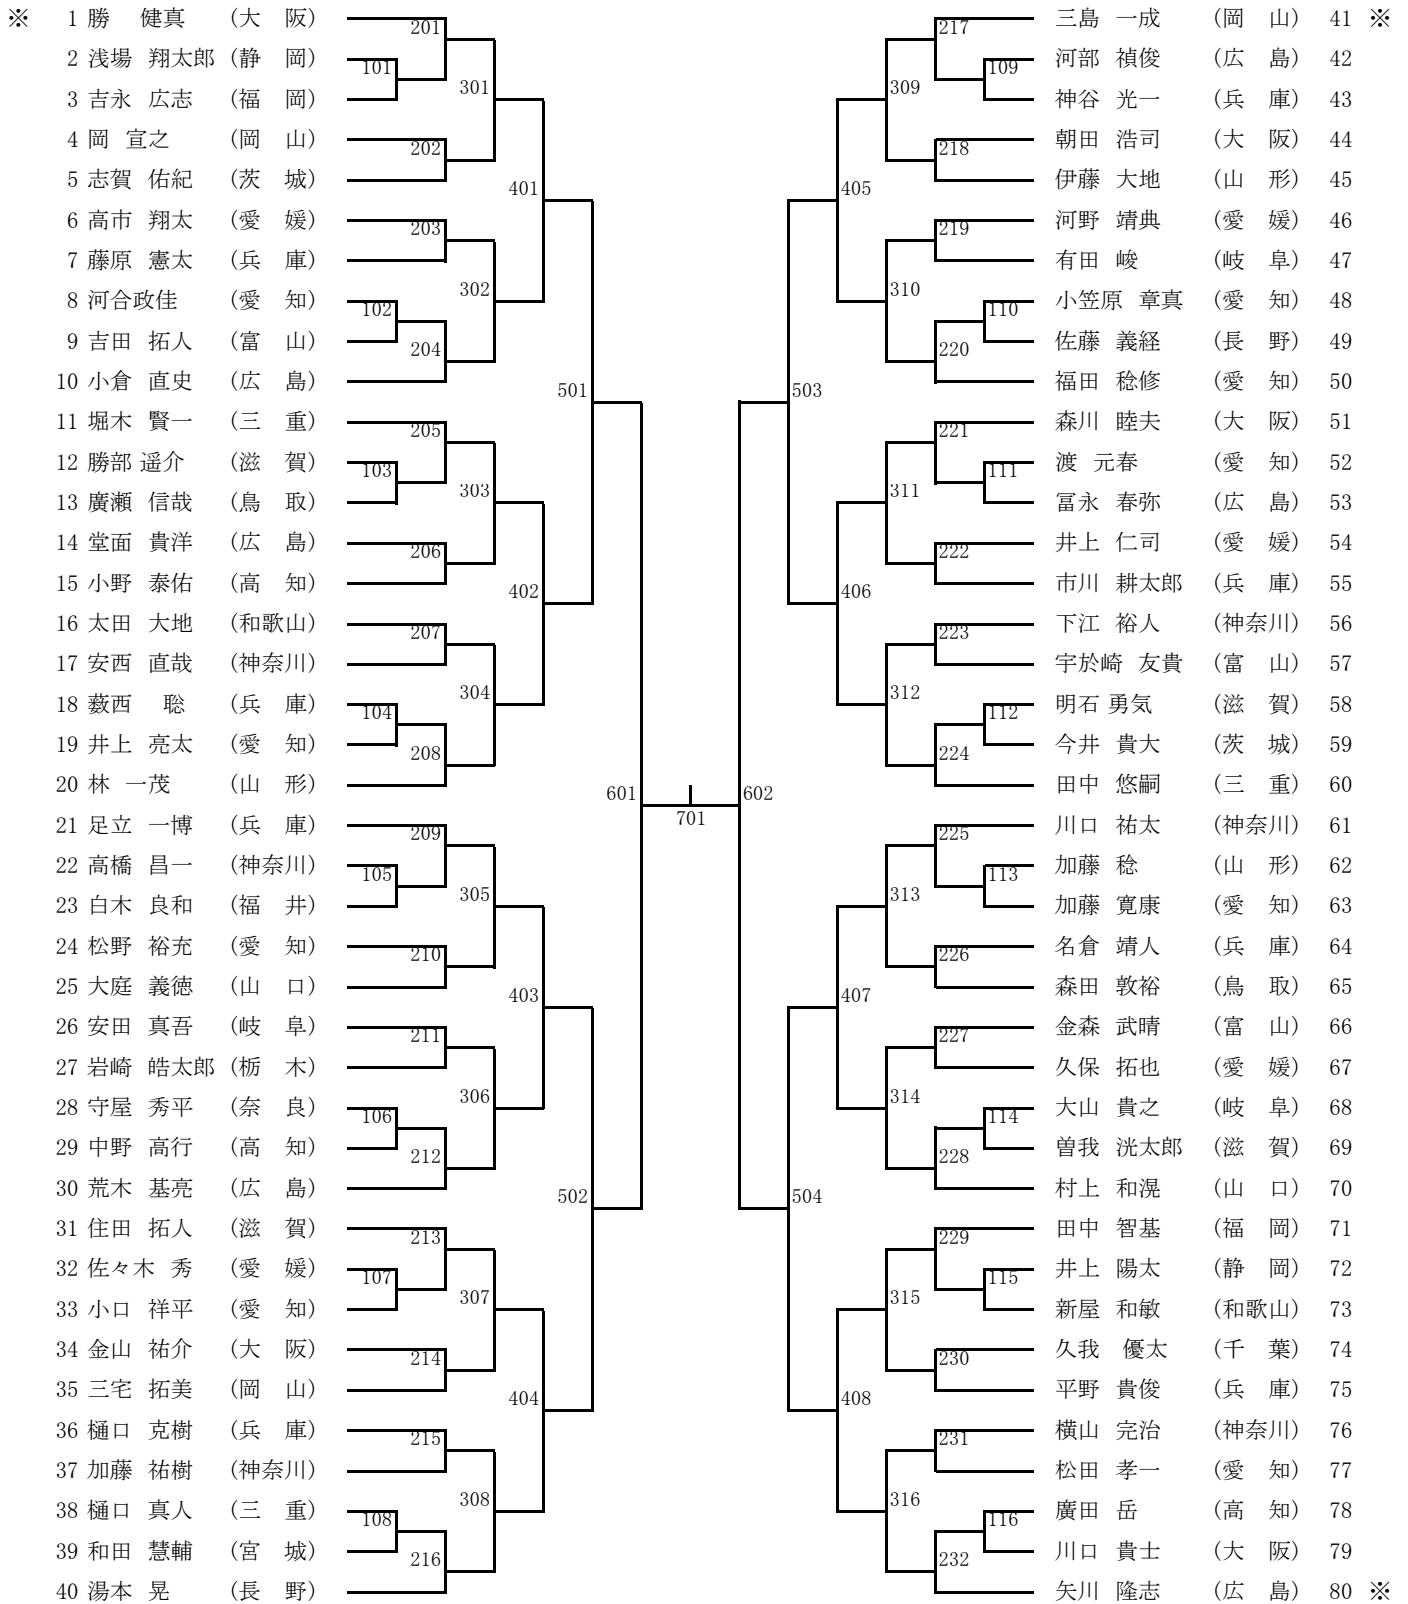 ※ 1 勝 健真 (大 阪)
2 浅場 翔太郎 (静 岡)
3 吉永 広志 (福 岡)
4 岡 宣之 (岡 山)
5 志賀 佑紀 (茨 城)
6 高市 翔太 (愛 媛)
7 藤原 憲太 (兵 庫)
8 河合政佳 (愛 知)
9 吉田 拓人 (富 山)
10 小倉 直史 (広 島)
11 堀木 賢一 (三 重)
12 勝部 遥介 (滋 賀)
13 廣瀬 信哉 (鳥 取)
14 堂面 貴洋 (広 島)
15 小野 泰佑 (高 知)
16 太田 大地 (和歌山)
17 安西 直哉 (神奈川)
18 薮西 聡 (兵 庫)
19 井上 亮太 (愛 知)
20 林 一茂 (山 形)
21 足立 一博 (兵 庫)
22 高橋 昌一 (神奈川)
23 白木 良和 (福 井)
24 松野 裕充 (愛 知)
25 大庭 義徳 (山 口)
26 安田 真吾 (岐 阜)
27 岩崎 皓太郎 (栃 木)
28 守屋 秀平 (奈 良)
29 中野 高行 (高 知)
30 荒木 基亮 (広 島)
31 住田 拓人 (滋 賀)
32 佐々木 秀 (愛 媛)
33 小口 祥平 (愛 知)
34 金山 祐介 (大 阪)
35 三宅 拓美 (岡 山)
36 樋口 克樹 (兵 庫)
37 加藤 祐樹 (神奈川)
38 樋口 真人 (三 重)
39 和田 慧輔 (宮 城)
40 湯本 晃 (長 野)
101
102
103
104
105
106
107
108
201
202
203
204
205
206
207
208
209
210
211
212
213
214
215
216
301
302
303
304
305
306
307
308
401
402
403
404
501
502
601
701
602
503
504
405
406
407
408
309
310
311
312
313
314
315
316
217
218
219
220
221
222
223
224
225
226
227
228
229
230
231
232
109
110
111
112
113
114
115
116
三島 一成 (岡 山) 41 ※
河部 禎俊 (広 島) 42
神谷 光一 (兵 庫) 43
朝田 浩司 (大 阪) 44
伊藤 大地 (山 形) 45
河野 靖典 (愛 媛) 46
有田 峻 (岐 阜) 47
小笠原 章真 (愛 知) 48
佐藤 義経 (長 野) 49
福田 稔修 (愛 知) 50
森川 睦夫 (大 阪) 51
渡 元春 (愛 知) 52
冨永 春弥 (広 島) 53
井上 仁司 (愛 媛) 54
市川 耕太郎 (兵 庫) 55
下江 裕人 (神奈川) 56
宇於崎 友貴 (富 山) 57
明石 勇気 (滋 賀) 58
今井 貴大 (茨 城) 59
田中 悠嗣 (三 重) 60
川口 祐太 (神奈川) 61
加藤 稔 (山 形) 62
加藤 寛康 (愛 知) 63
名倉 靖人 (兵 庫) 64
森田 敦裕 (鳥 取) 65
金森 武晴 (富 山) 66
久保 拓也 (愛 媛) 67
大山 貴之 (岐 阜) 68
曽我 洸太郎 (滋 賀) 69
村上 和滉 (山 口) 70
田中 智基 (福 岡) 71
井上 陽太 (静 岡) 72
新屋 和敏 (和歌山) 73
久我 優太 (千 葉) 74
平野 貴俊 (兵 庫) 75
横山 完治 (神奈川) 76
松田 孝一 (愛 知) 77
廣田 岳 (高 知) 78
川口 貴士 (大 阪) 79
矢川 隆志 (広 島) 80 ※